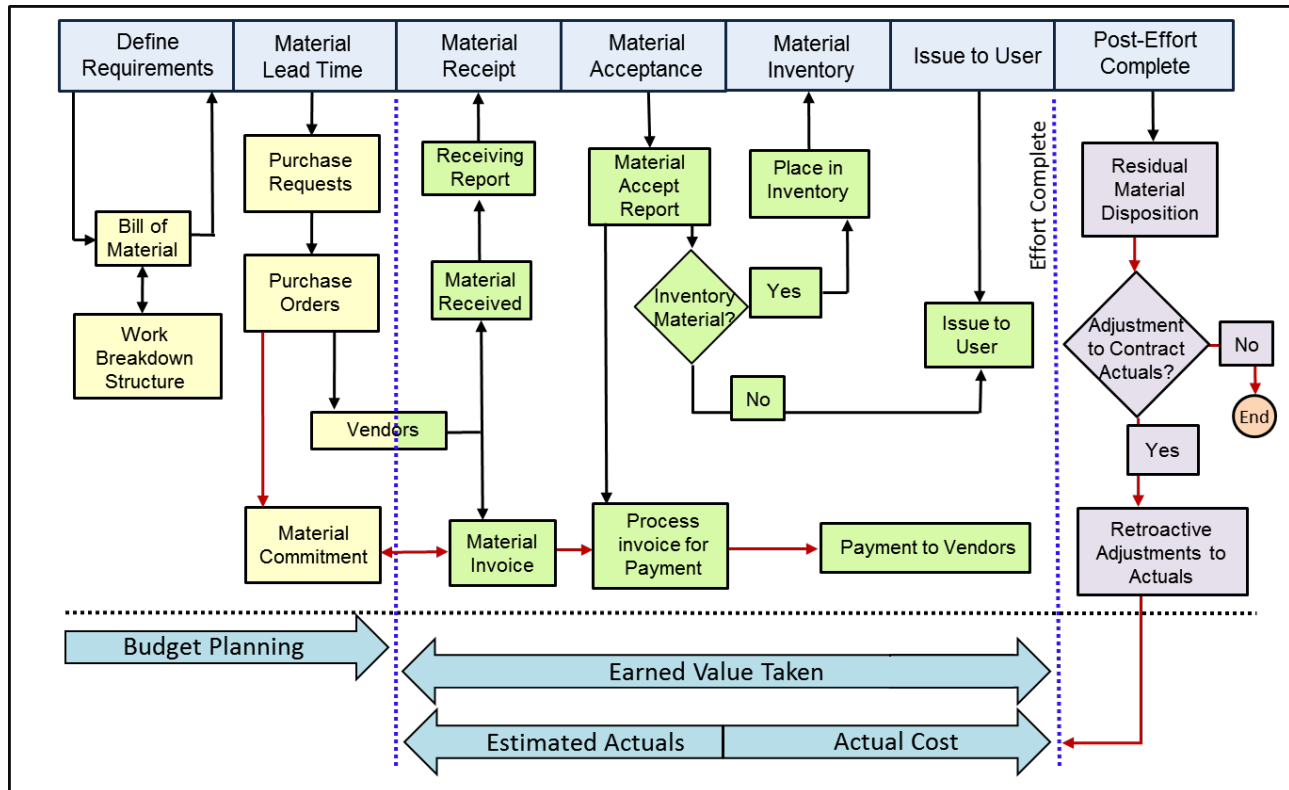 Define
Requirements
Material
Lead Time
Material
Receipt
Material
Acceptance
Material
Inventory
Issue to User
Post-Effort
Complete
Purchase
Requests
Receiving
Report
Material
Accept
Report
Place in
Inventory
Effort Complete
Residual
Material
Disposition
Bill of
Material
Purchase
Orders
Material
Received
Inventory
Material?
Yes
Issue to
User
Adjustment
to Contract
Actuals?
No
End
Work
Breakdown
Structure
Vendors
No
Yes
Material
Commitment
Material
Invoice
Process
invoice for
Payment
Payment to Vendors
Retroactive
Adjustments to
Actuals
Budget Planning
Earned Value Taken
Estimated Actuals
Actual Cost